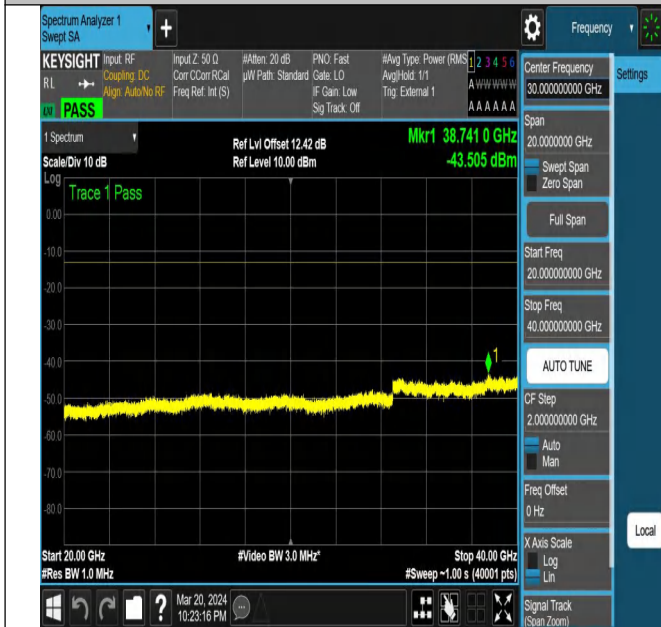 Spectrum Analyzer 1
Swept SA
+
Frequency
KEYSIGHT
RL
PASS
Input: RF
Coupling: DC
Align: Auto/No RF
Input Z: 50 Ω
Corr CCorr RCal
Freq Ref: Int (S)
#Atten: 20 dB
µW Path: Standard
PNO: Fast
Gate: LO
IF Gain: Low
Sig Track: Off
#Avg Type: Power (RMS
Avg|Hold: 1/1
Trig: External 1
1 2 3 4 5 6
A W W W W W
A A A A A A
1 Spectrum
Scale/Div 10 dB
Log
Ref Lvl Offset 12.42 dB
Ref Level 10.00 dBm
Mkr1 38.741 0 GHz
-43.505 dBm
Trace 1 Pass
0.00
-10.0
-20.0
-30.0
-40.0
-50.0
-60.0
-70.0
-80.0
1
Start 20.00 GHz
#Res BW 1.0 MHz
#Video BW 3.0 MHz*
Stop 40.00 GHz
#Sweep ~1.00 s (40001 pts)
?
Mar 20, 2024
10:23:16 PM
Center Frequency
30.000000000 GHz
Span
20.0000000 GHz
Swept Span
Zero Span
Full Span
Start Freq
20.000000000 GHz
Stop Freq
40.000000000 GHz
AUTO TUNE
CF Step
2.000000000 GHz
Auto
Man
Freq Offset
0 Hz
X Axis Scale
Log
Lin
Signal Track
(Span Zoom)
Settings
Local